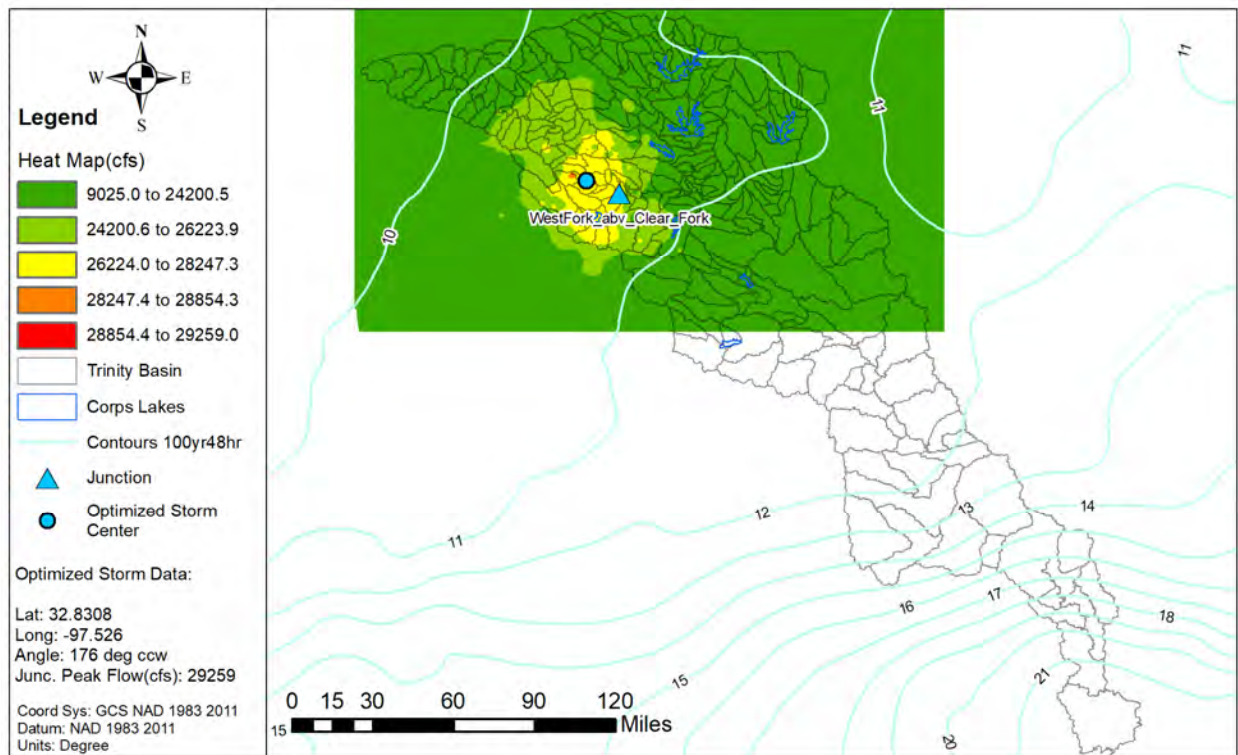 N
W
E
S
Legend
Heat Map(cfs)
9025.0 to 24200.5
24200.6 to 26223.9
26224.0 to 28247.3
28247.4 to 28854.3
28854.4 to 29259.0
Trinity Basin
Corps Lakes
Contours 100yr48hr
Junction
Optimized Storm
Center
Optimized Storm Data:
Lat: 32.8308
Long: -97.526
Angle: 176 deg ccw
Junc. Peak Flow(cfs): 29259
Coord Sys: GCS NAD 1983 2011
Datum: NAD 1983 2011
Units: Degree
11
11
10
WestFork_abv_Clear_Fork
12
13
14
11
16
17
18
15
21
20
15
0 15 30 60 90 120
Miles